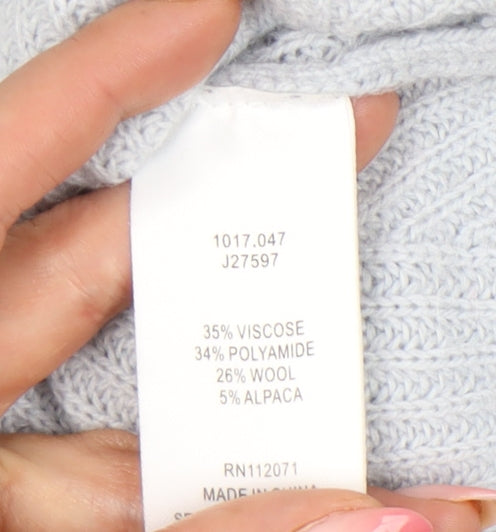 1017.047
J27597
35% VISCOSE
34% POLYAMIDE
26% WOOL
5% ALPACA
RN112071
MADE IN CHINA